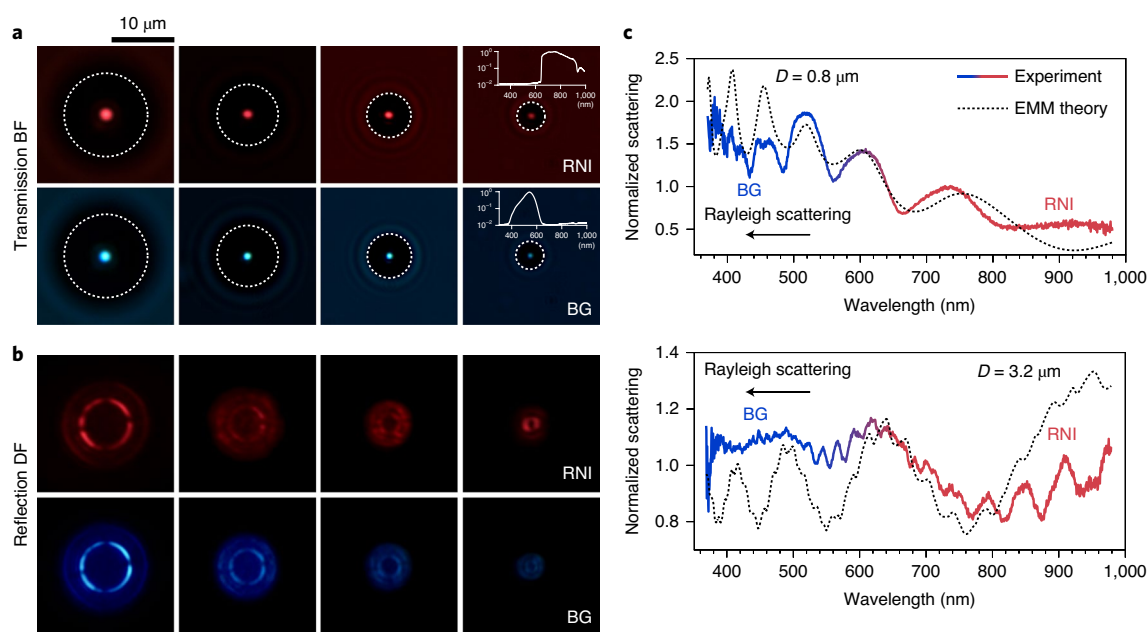 a
10 μm
Transmission BF
10⁰
10⁻¹
10⁻²
400 600 800 1,000
(nm)
RNI
10⁰
10⁻¹
10⁻²
400 600 800 1,000
(nm)
BG
b
Reflection DF
RNI
BG
c
2.5
2.0
1.5
1.0
0.5
Normalized scattering
D = 0.8 μm
Experiment
EMM theory
BG
RNI
Rayleigh scattering
400 500 600 700 800 900 1,000
Wavelength (nm)
1.4
1.2
1.0
0.8
Normalized scattering
Rayleigh scattering
D = 3.2 μm
BG
RNI
400 500 600 700 800 900 1,000
Wavelength (nm)